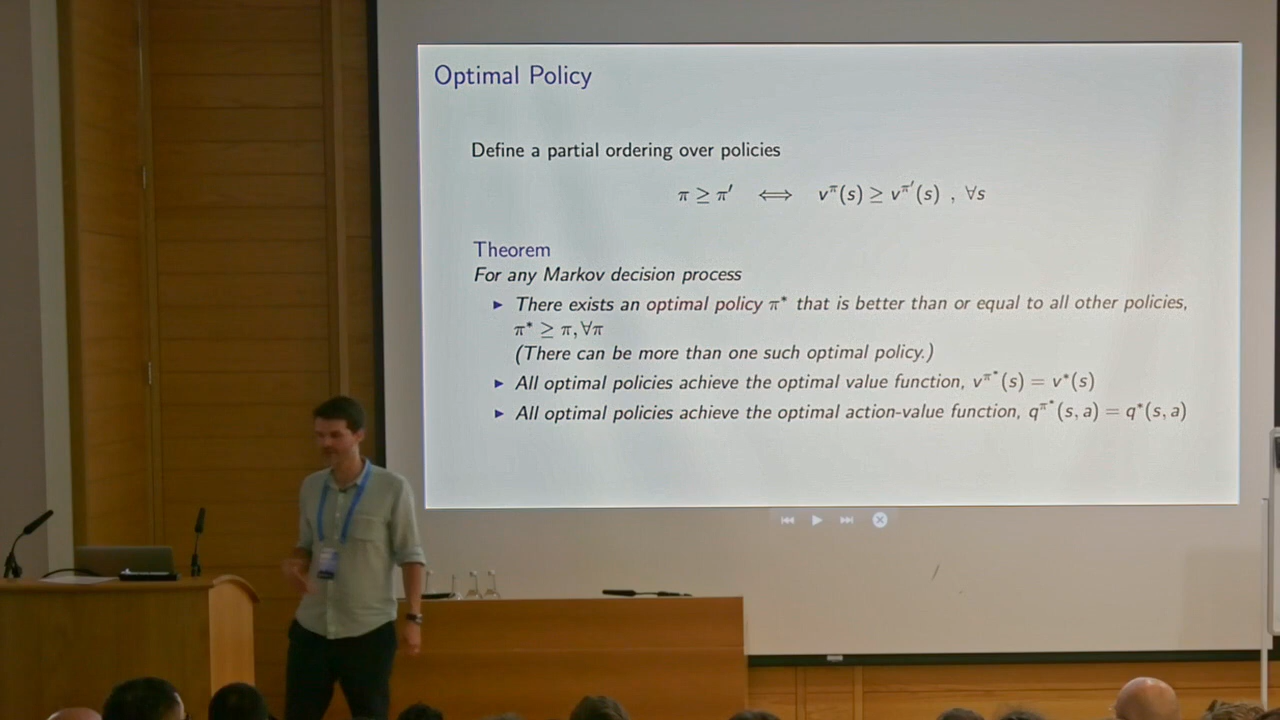 Optimal Policy
Define a partial ordering over policies
π ≥ π′ ⟺ v^π(s) ≥ v^π′(s) , ∀s
Theorem
For any Markov decision process
▶ There exists an optimal policy π* that is better than or equal to all other policies,
π* ≥ π, ∀π
(There can be more than one such optimal policy.)
▶ All optimal policies achieve the optimal value function, v^π*(s) = v*(s)
▶ All optimal policies achieve the optimal action-value function, q^π*(s, a) = q*(s, a)